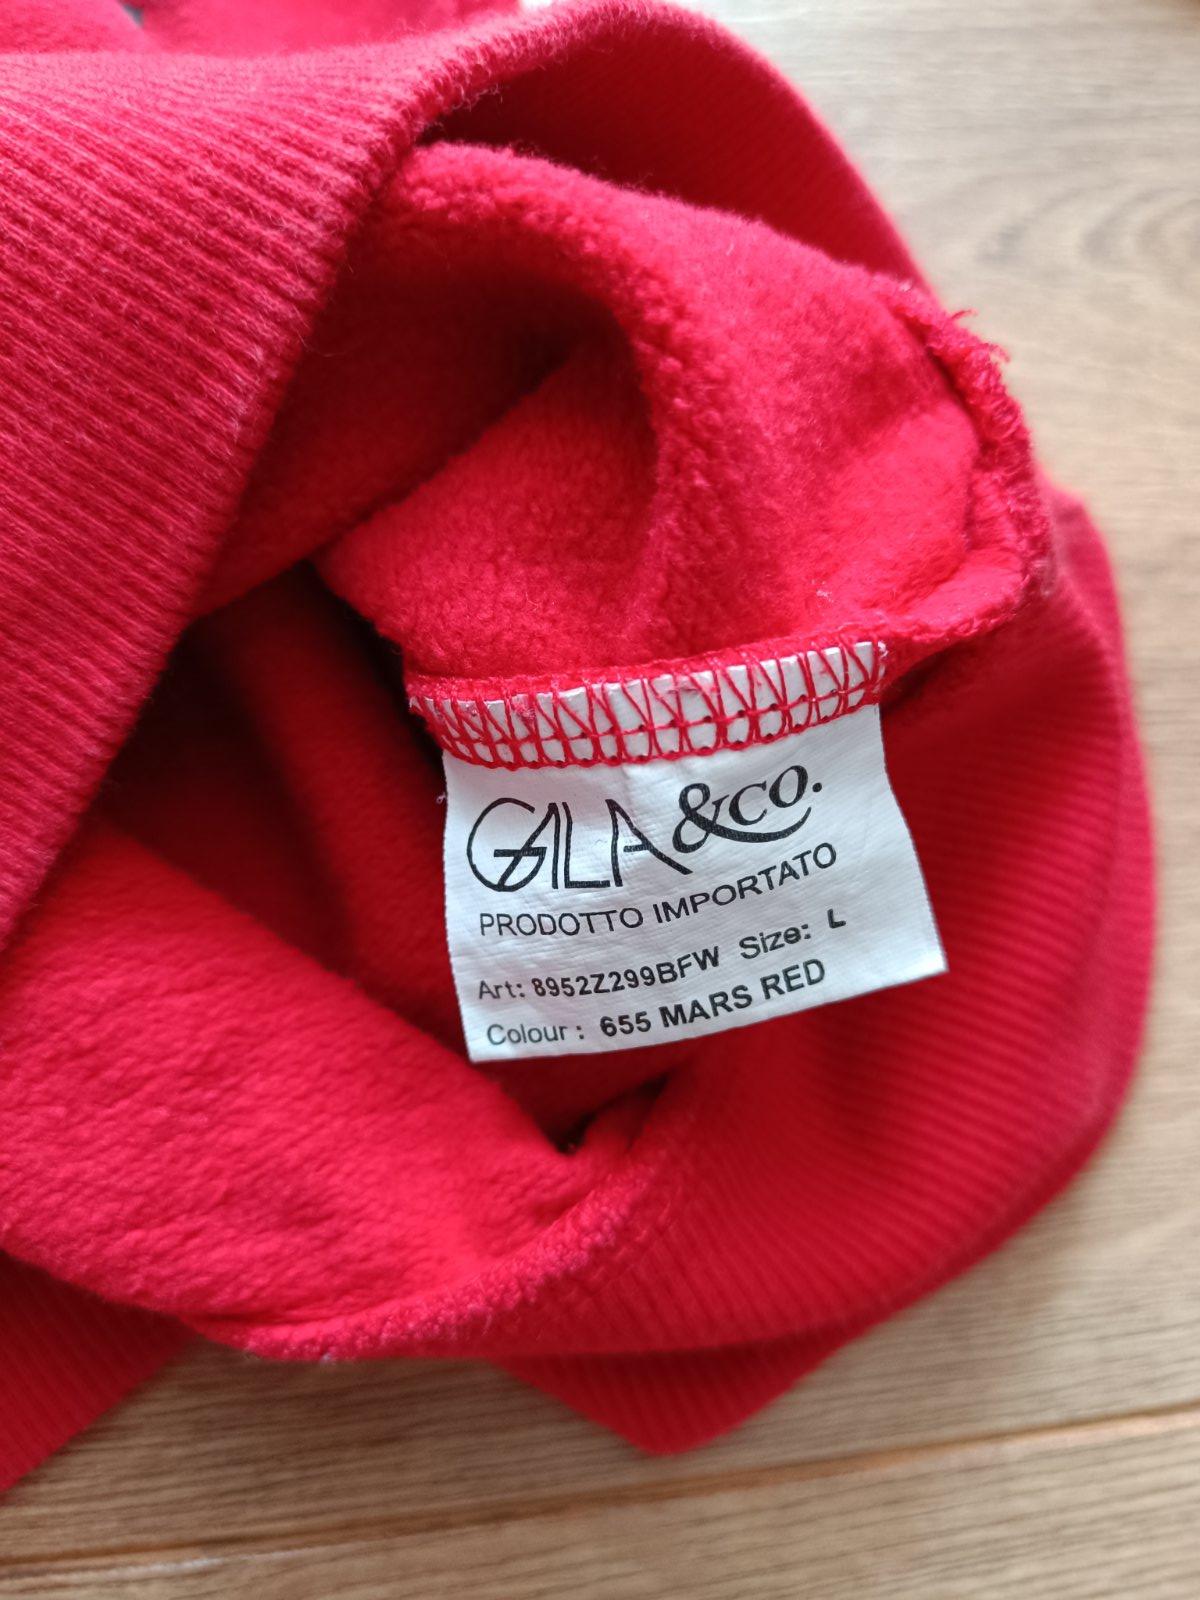 GALA &CO.
PRODOTTO IMPORTATO
Art: 8952Z299BFW Size: L
Colour : 655 MARS RED